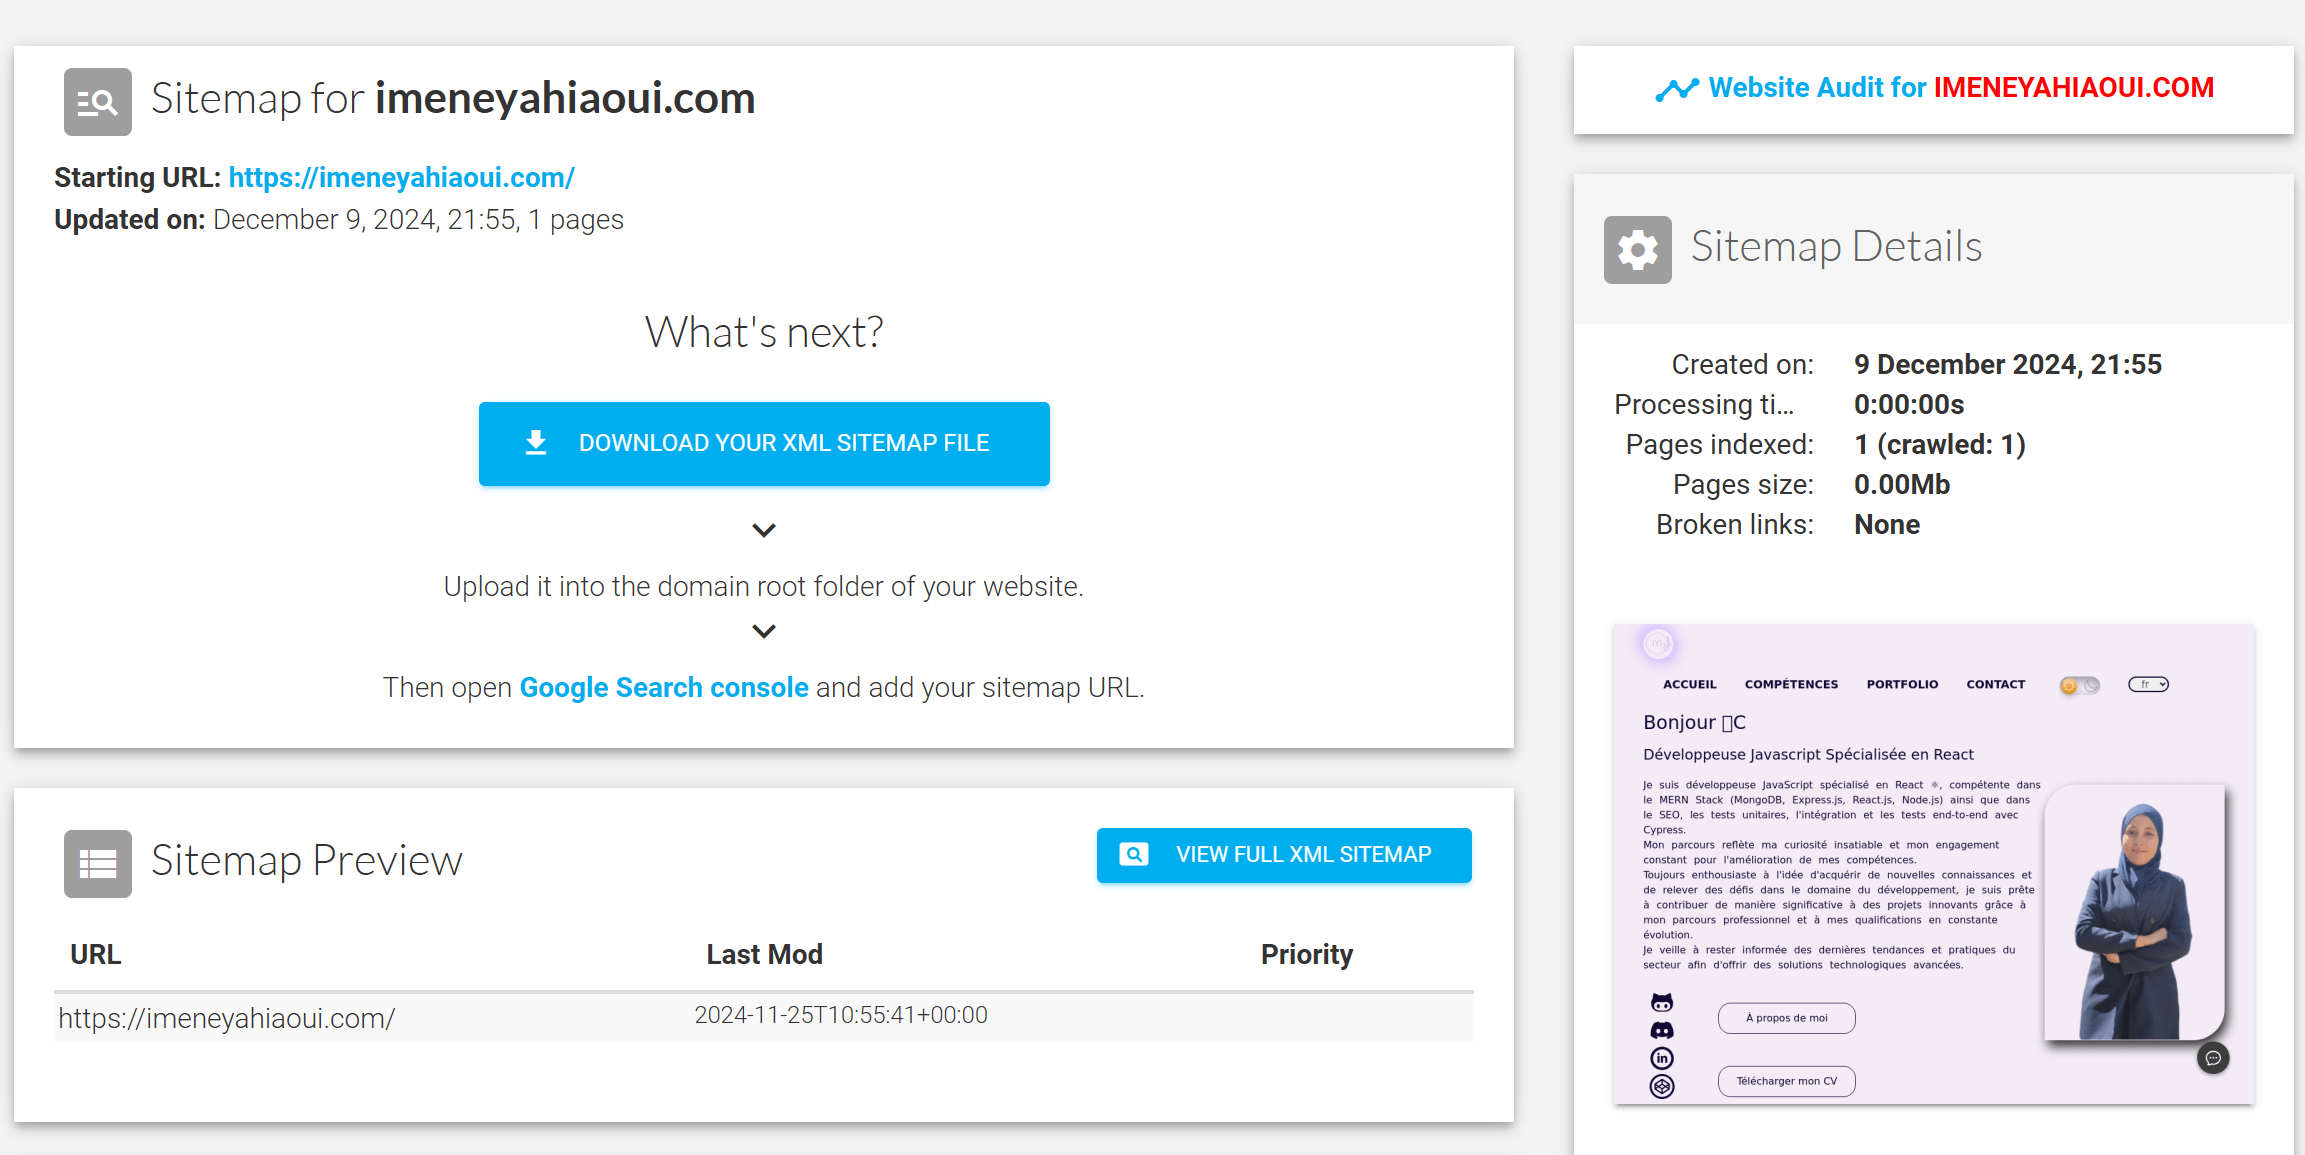 Sitemap for imeneyahiaoui.com
Starting URL: https://imeneyahiaoui.com/
Updated on: December 9, 2024, 21:55, 1 pages
What's next?
DOWNLOAD YOUR XML SITEMAP FILE
Upload it into the domain root folder of your website.
Then open Google Search console and add your sitemap URL.
Sitemap Preview
VIEW FULL XML SITEMAP
URL Last Mod Priority
https://imeneyahiaoui.com/ 2024-11-25T10:55:41+00:00
Website Audit for IMENEYAHIAOUI.COM
Sitemap Details
Created on: 9 December 2024, 21:55
Processing ti... 0:00:00s
Pages indexed: 1 (crawled: 1)
Pages size: 0.00Mb
Broken links: None
ACCUEIL COMPÉTENCES PORTFOLIO CONTACT fr
Bonjour 
Développeuse Javascript Spécialisée en React
Je suis développeuse JavaScript spécialisé en React ⚛, compétente dans
le MERN Stack (MongoDB, Express.js, React.js, Node.js) ainsi que dans
le SEO, les tests unitaires, l'intégration et les tests end-to-end avec
Cypress.
Mon parcours reflète ma curiosité insatiable et mon engagement
constant pour l'amélioration de mes compétences.
Toujours enthousiaste à l'idée d'acquérir de nouvelles connaissances et
de relever des défis dans le domaine du développement, je suis prête
à contribuer de manière significative à des projets innovants grâce à
mon parcours professionnel et à mes qualifications en constante
évolution.
Je veille à rester informée des dernières tendances et pratiques du
secteur afin d'offrir des solutions technologiques avancées.
in
À propos de moi
Télécharger mon CV